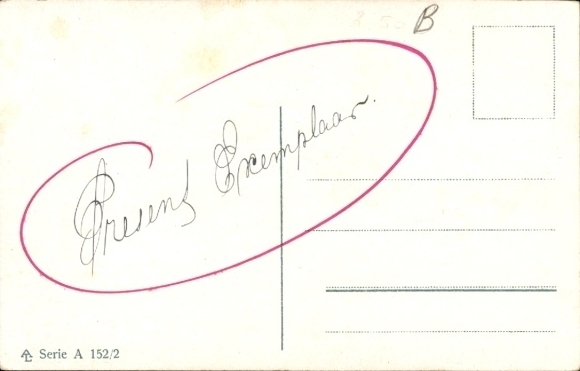 B
Present Exemplaar.
Serie A 152/2